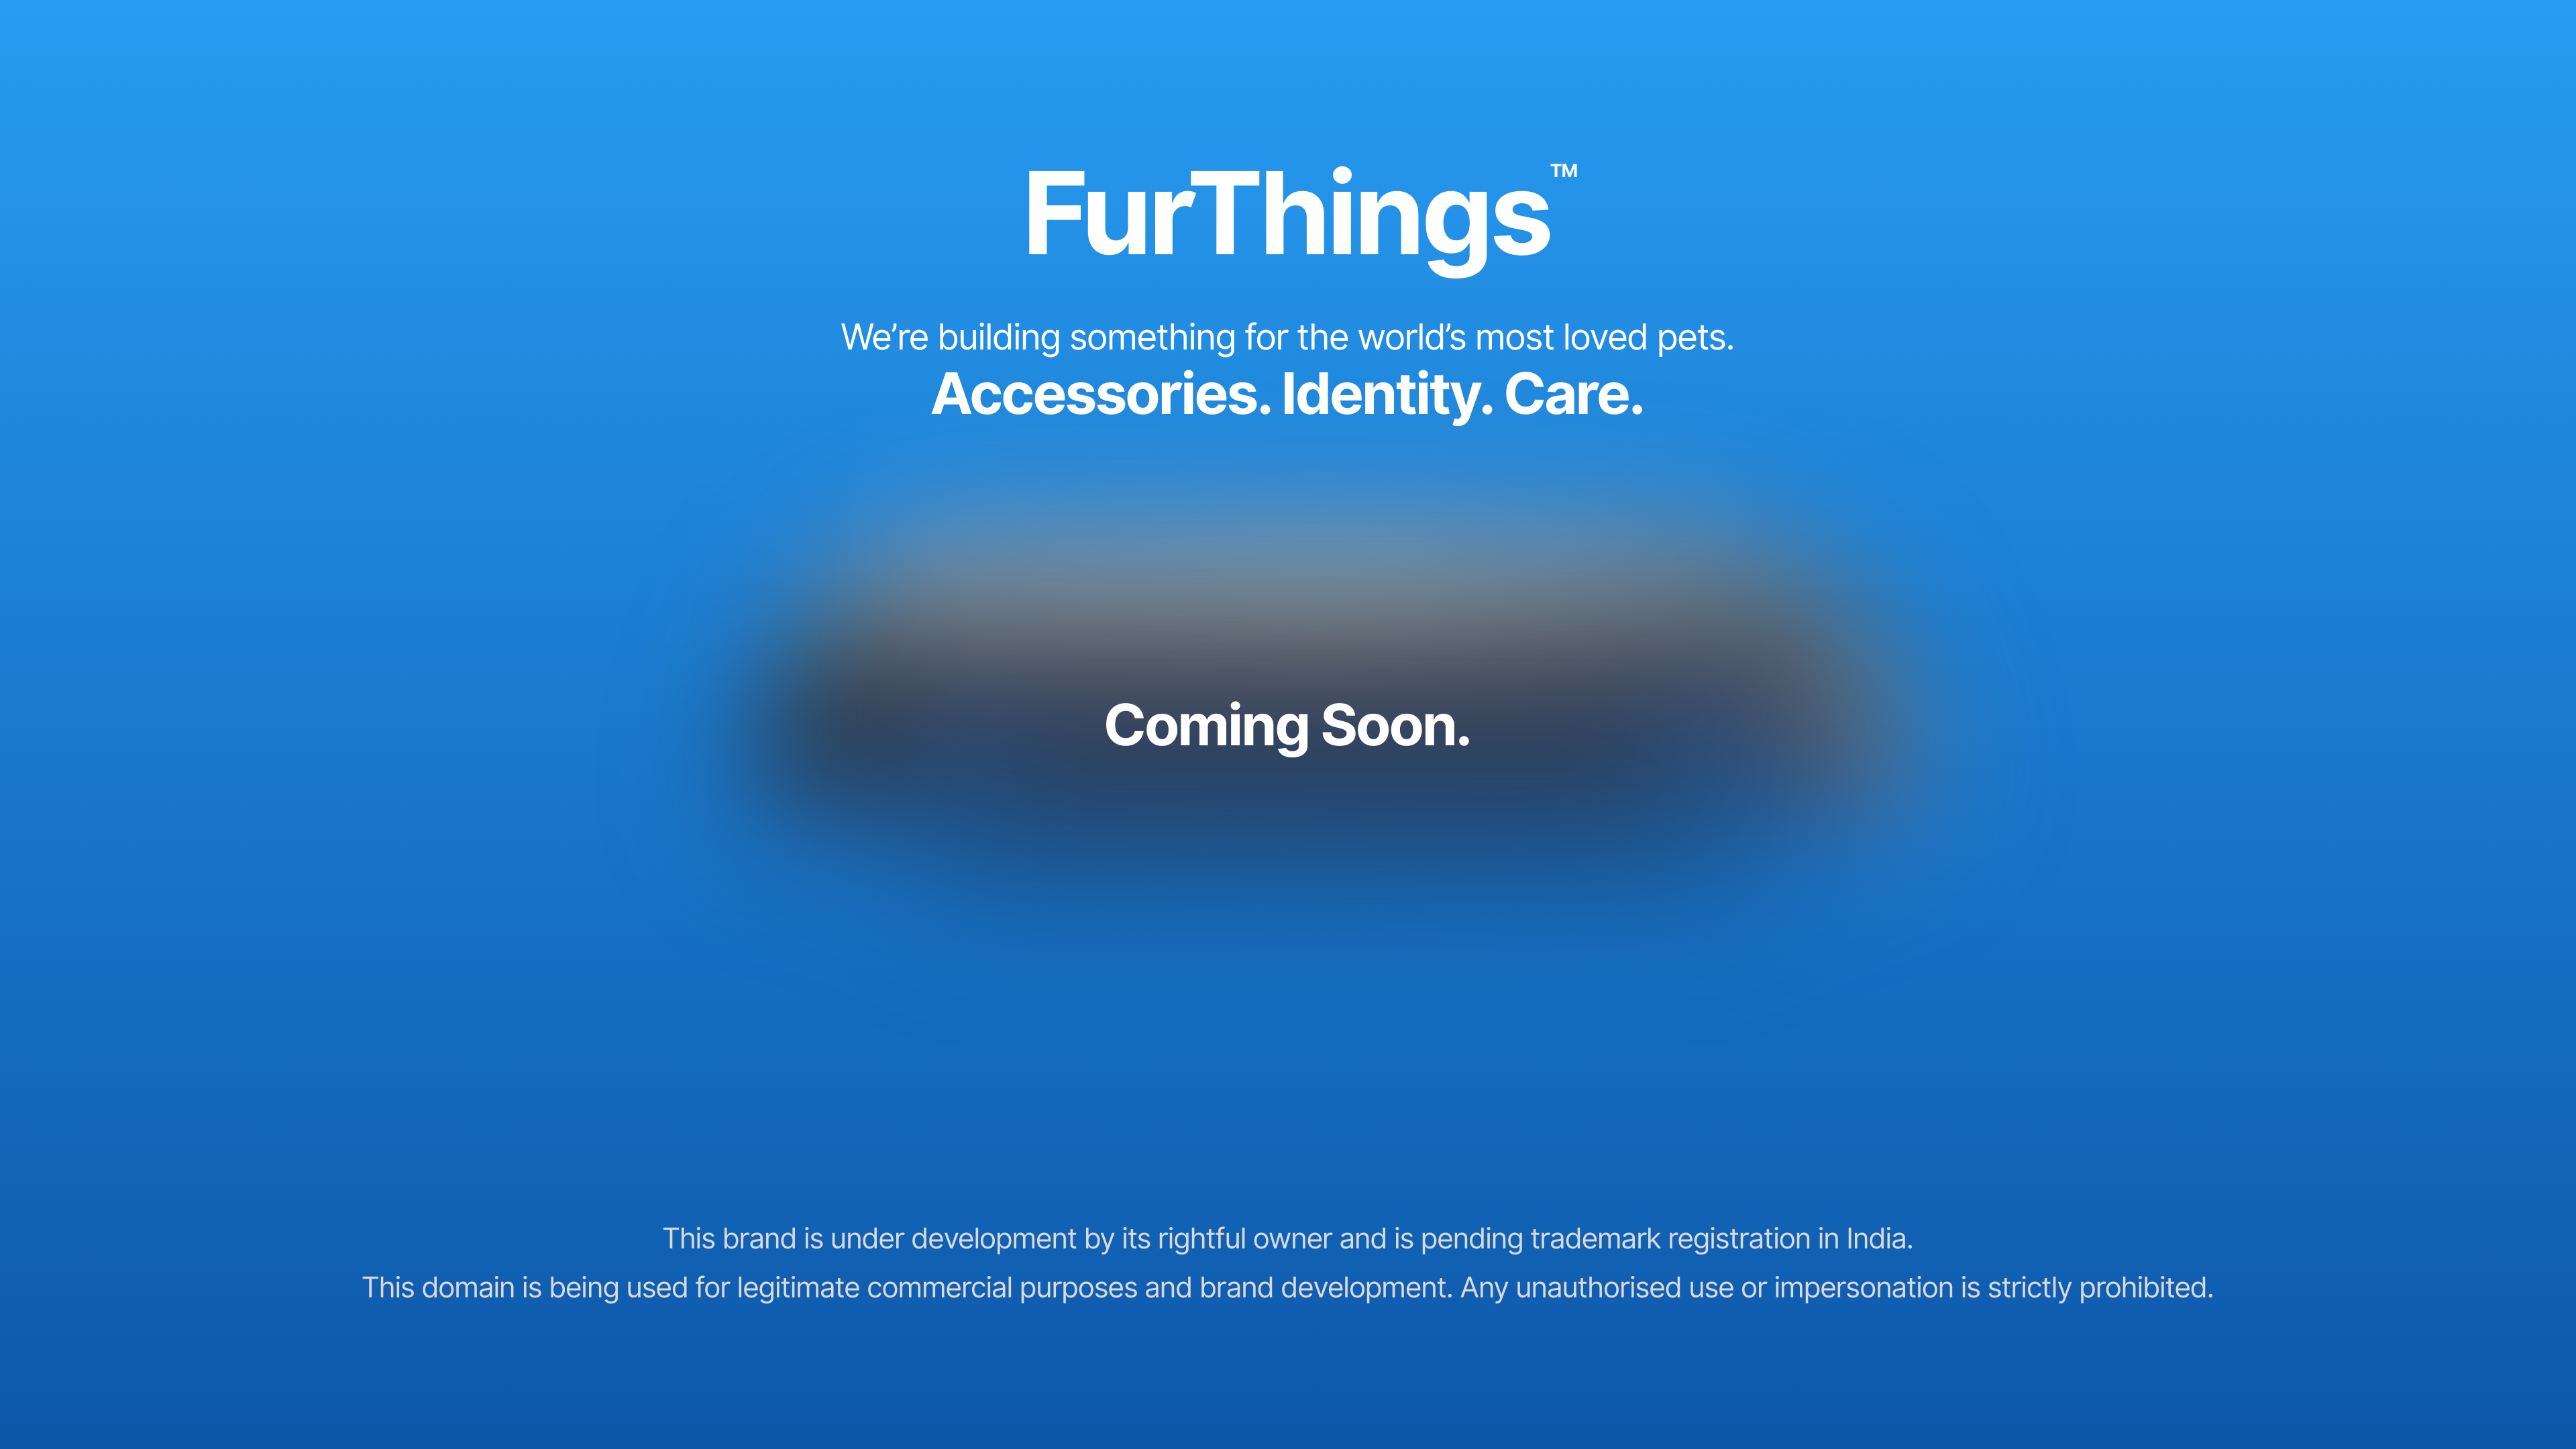 FurThings™
We’re building something for the world’s most loved pets.
Accessories. Identity. Care.
Coming Soon.
This brand is under development by its rightful owner and is pending trademark registration in India.
This domain is being used for legitimate commercial purposes and brand development. Any unauthorised use or impersonation is strictly prohibited.